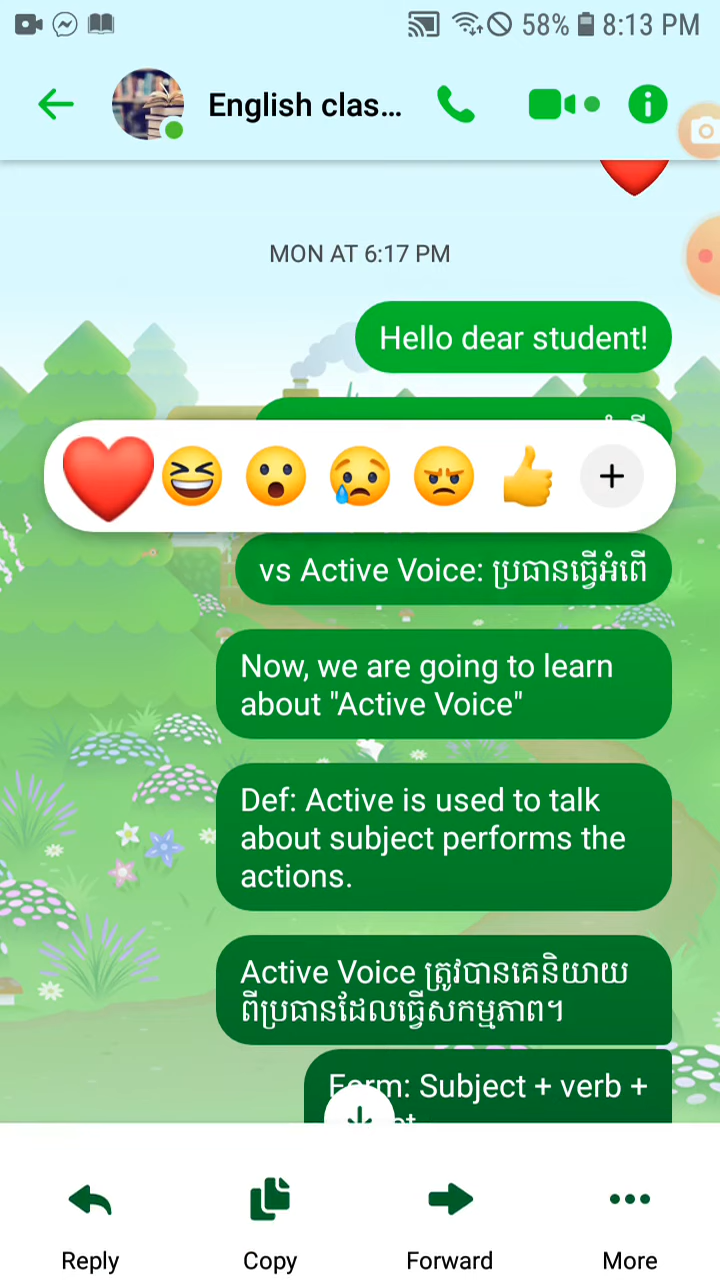 58% 8:13 PM
English clas...
MON AT 6:17 PM
Hello dear student!
vs Active Voice: ប្រធានធ្វើអំពើ
Now, we are going to learn
about "Active Voice"
Def: Active is used to talk
about subject performs the
actions.
Active Voice ត្រូវបានគេនិយាយ
ពីប្រធានដែលធ្វើសកម្មភាព។
Form: Subject + verb +
Reply Copy Forward More